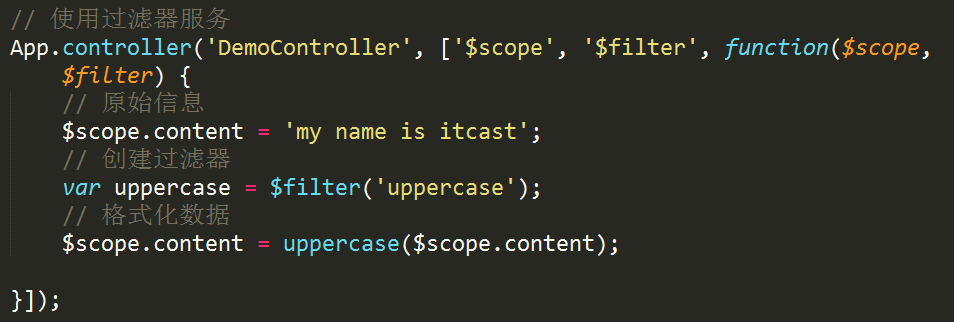 // 使用过滤器服务
App.controller('DemoController', ['$scope', '$filter', function($scope,
$filter) {
// 原始信息
$scope.content = 'my name is itcast';
// 创建过滤器
var uppercase = $filter('uppercase');
// 格式化数据
$scope.content = uppercase($scope.content);
}]);